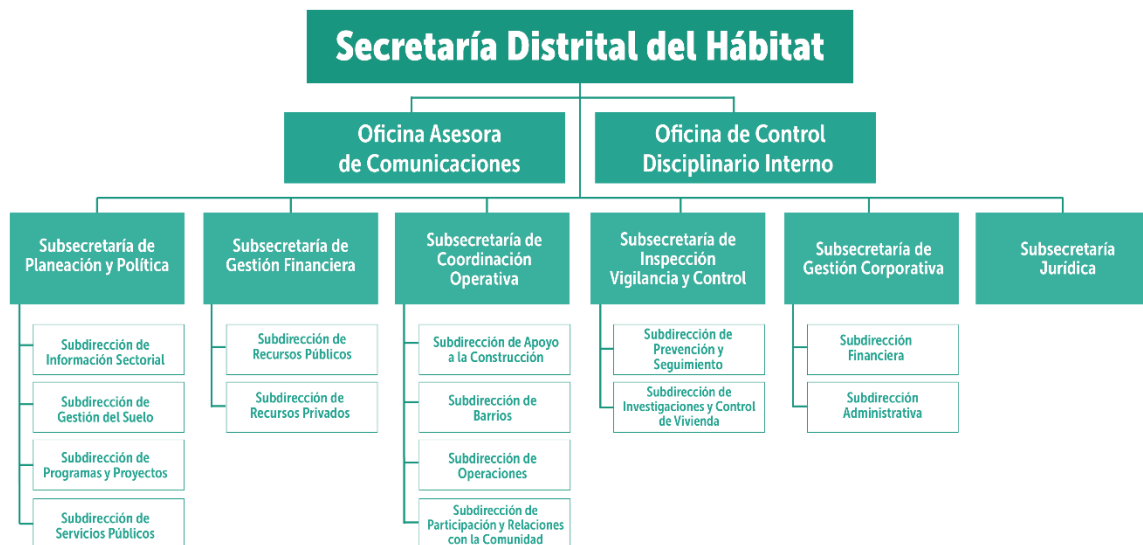 Secretaría Distrital del Hábitat
Oficina Asesora
de Comunicaciones
Oficina de Control
Disciplinario Interno
Subsecretaría de
Planeación y Política
Subsecretaría de
Gestión Financiera
Subsecretaría de
Coordinación
Operativa
Subsecretaría de
Inspección
Vigilancia y Control
Subsecretaría de
Gestión Corporativa
Subsecretaría
Jurídica
Subdirección de
Información Sectorial
Subdirección de
Gestión del Suelo
Subdirección de
Programas y Proyectos
Subdirección de
Servicios Públicos
Subdirección de
Recursos Públicos
Subdirección de
Recursos Privados
Subdirección de Apoyo
a la Construcción
Subdirección de
Barrios
Subdirección de
Operaciones
Subdirección de
Participación y Relaciones
con la Comunidad
Subdirección de
Prevención y
Seguimiento
Subdirección de
Investigaciones y Control
de Vivienda
Subdirección
Financiera
Subdirección
Administrativa